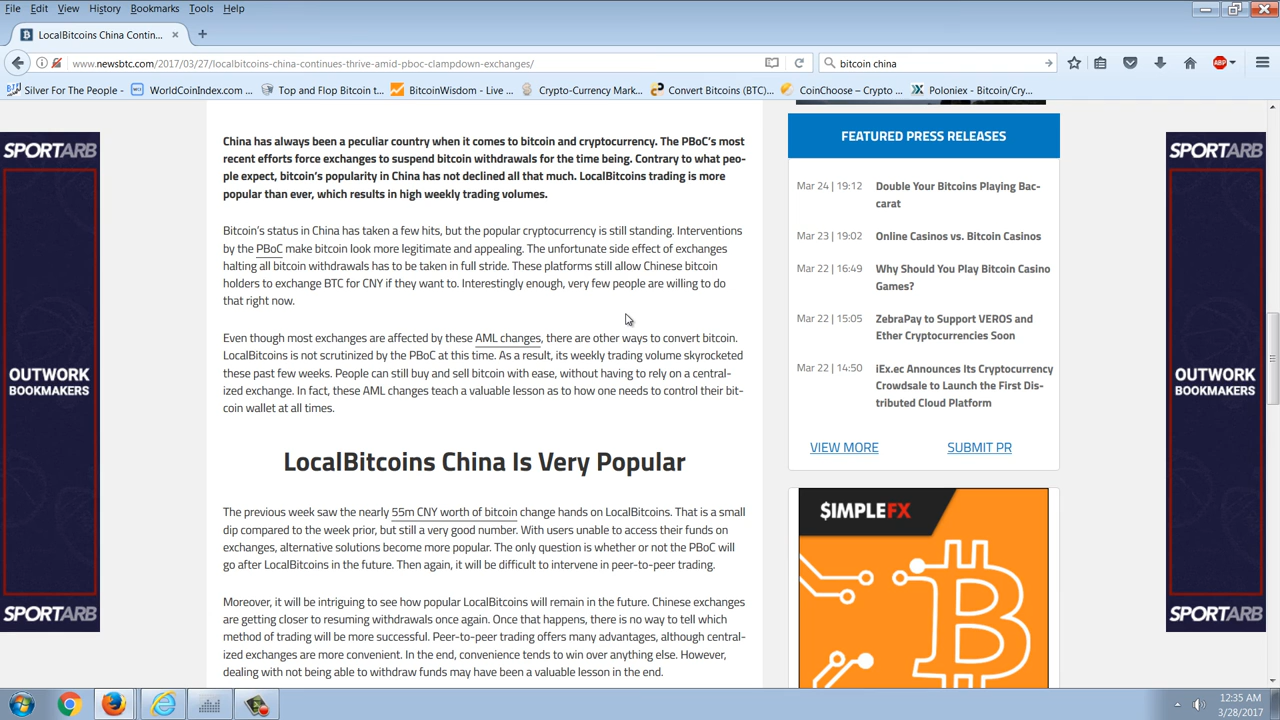 File Edit View History Bookmarks Tools Help
LocalBitcoins China Contin...
www.newsbtc.com/2017/03/27/localbitcoins-china-continues-thrive-amid-pboc-clampdown-exchanges/
bitcoin china
ABP
Silver For The People - ...
WorldCoinIndex.com ...
Top and Flop Bitcoin t...
BitcoinWisdom - Live ...
Crypto-Currency Mark...
Convert Bitcoins (BTC)...
CoinChoose – Crypto ...
Poloniex - Bitcoin/Cry...
China has always been a peculiar country when it comes to bitcoin and cryptocurrency. The PBoC's most
recent efforts force exchanges to suspend bitcoin withdrawals for the time being. Contrary to what peo-
ple expect, bitcoin's popularity in China has not declined all that much. LocalBitcoins trading is more
popular than ever, which results in high weekly trading volumes.
Bitcoin's status in China has taken a few hits, but the popular cryptocurrency is still standing. Interventions
by the PBoC make bitcoin look more legitimate and appealing. The unfortunate side effect of exchanges
halting all bitcoin withdrawals has to be taken in full stride. These platforms still allow Chinese bitcoin
holders to exchange BTC for CNY if they want to. Interestingly enough, very few people are willing to do
that right now.
Even though most exchanges are affected by these AML changes, there are other ways to convert bitcoin.
LocalBitcoins is not scrutinized by the PBoC at this time. As a result, its weekly trading volume skyrocketed
these past few weeks. People can still buy and sell bitcoin with ease, without having to rely on a central-
ized exchange. In fact, these AML changes teach a valuable lesson as to how one needs to control their bit-
coin wallet at all times.
LocalBitcoins China Is Very Popular
The previous week saw the nearly 55m CNY worth of bitcoin change hands on LocalBitcoins. That is a small
dip compared to the week prior, but still a very good number. With users unable to access their funds on
exchanges, alternative solutions become more popular. The only question is whether or not the PBoC will
go after LocalBitcoins in the future. Then again, it will be difficult to intervene in peer-to-peer trading.
Moreover, it will be intriguing to see how popular LocalBitcoins will remain in the future. Chinese exchanges
are getting closer to resuming withdrawals once again. Once that happens, there is no way to tell which
method of trading will be more successful. Peer-to-peer trading offers many advantages, although central-
ized exchanges are more convenient. In the end, convenience tends to win over anything else. However,
dealing with not being able to withdraw funds may have been a valuable lesson in the end.
FEATURED PRESS RELEASES
Mar 24 | 19:12 Double Your Bitcoins Playing Bac-
carat
Mar 23 | 19:02 Online Casinos vs. Bitcoin Casinos
Mar 22 | 16:49 Why Should You Play Bitcoin Casino
Games?
Mar 22 | 15:05 ZebraPay to Support VEROS and
Ether Cryptocurrencies Soon
Mar 22 | 14:50 iEx.ec Announces Its Cryptocurrency
Crowdsale to Launch the First Dis-
tributed Cloud Platform
VIEW MORE SUBMIT PR
$IMPLEFX
SPORTARB
OUTWORK
BOOKMAKERS
SPORTARB
SPORTARB
OUTWORK
BOOKMAKERS
SPORTARB
12:35 AM
3/28/2017